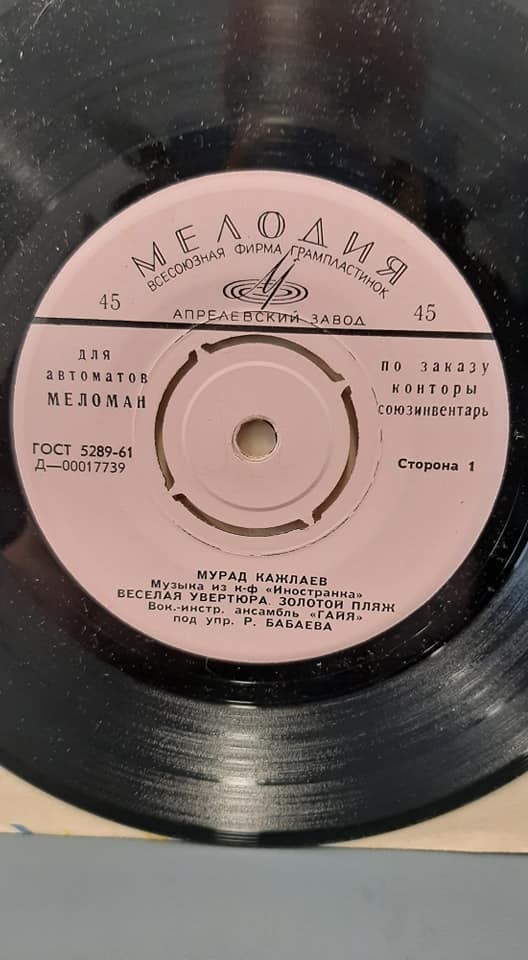 МЕЛОДИЯ
ВСЕСОЮЗНАЯ ФИРМА ГРАМПЛАСТИНОК
45
45
АПРЕЛЕВСКИЙ ЗАВОД
для
автоматов
МЕЛОМАН
по заказу
конторы
союзинвентарь
ГОСТ 5289-61
Д—00017739
Сторона 1
МУРАД КАЖЛАЕВ
Музыка из к-ф «Иностранка»
ВЕСЕЛАЯ УВЕРТЮРА. ЗОЛОТОЙ ПЛЯЖ
Вок.-инстр. ансамбль «ГАЙЯ»
под упр. Р. БАБАЕВА